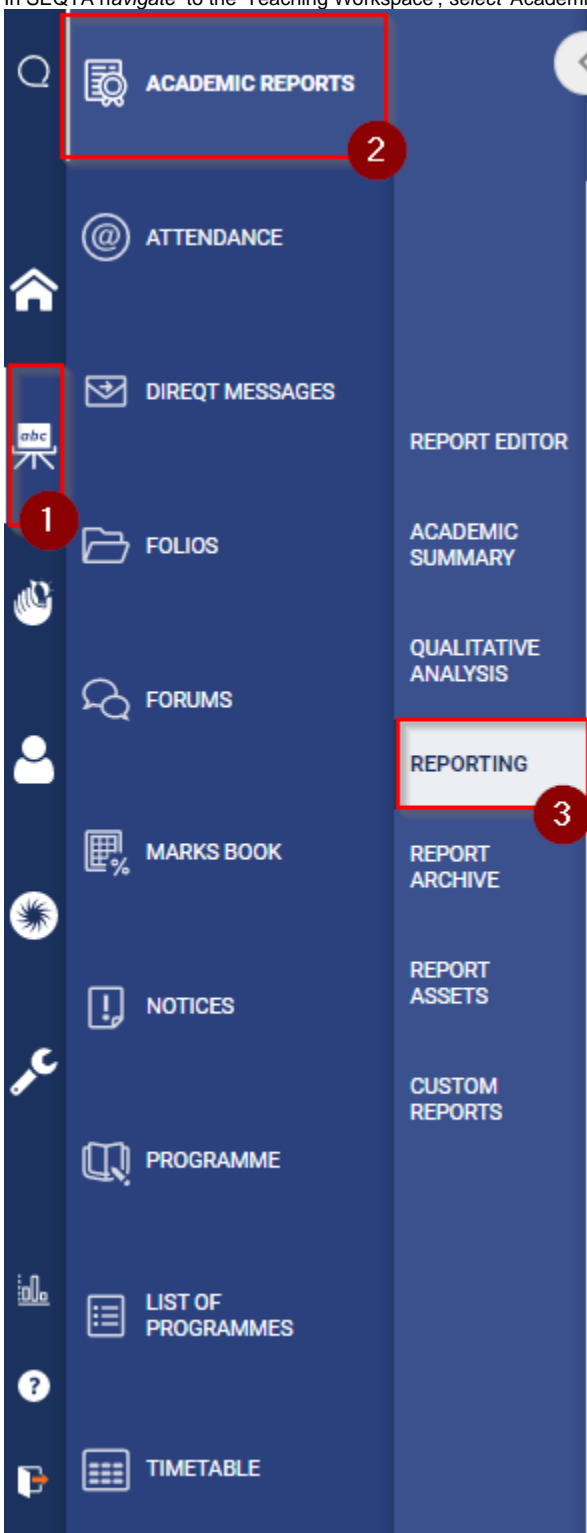 In SEQTA navigate to the 'Teaching Workspace', select 'Academi
ACADEMIC REPORTS
2
ATTENDANCE
DIREQT MESSAGES
abc
1
FOLIOS
FORUMS
MARKS BOOK
NOTICES
PROGRAMME
LIST OF
PROGRAMMES
?
TIMETABLE
REPORT EDITOR
ACADEMIC
SUMMARY
QUALITATIVE
ANALYSIS
REPORTING
3
REPORT
ARCHIVE
REPORT
ASSETS
CUSTOM
REPORTS